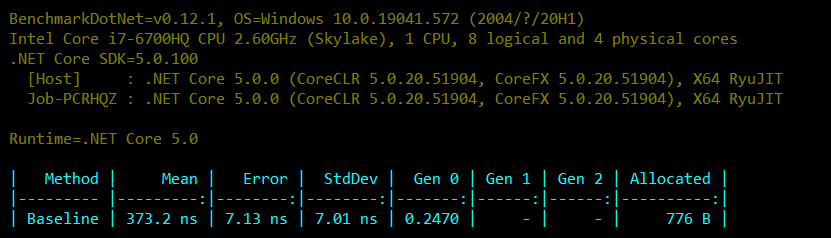 BenchmarkDotNet=v0.12.1, OS=Windows 10.0.19041.572 (2004/?/20H1)
Intel Core i7-6700HQ CPU 2.60GHz (Skylake), 1 CPU, 8 logical and 4 physical cores
.NET Core SDK=5.0.100
  [Host]     : .NET Core 5.0.0 (CoreCLR 5.0.20.51904, CoreFX 5.0.20.51904), X64 RyuJIT
  Job-PCRHQZ : .NET Core 5.0.0 (CoreCLR 5.0.20.51904, CoreFX 5.0.20.51904), X64 RyuJIT
Runtime=.NET Core 5.0
|   Method |     Mean |   Error |  StdDev |  Gen 0 | Gen 1 | Gen 2 | Allocated |
|--------- |---------:|--------:|--------:|-------:|------:|------:|----------:|
| Baseline | 373.2 ns | 7.13 ns | 7.01 ns | 0.2470 |     - |     - |     776 B |